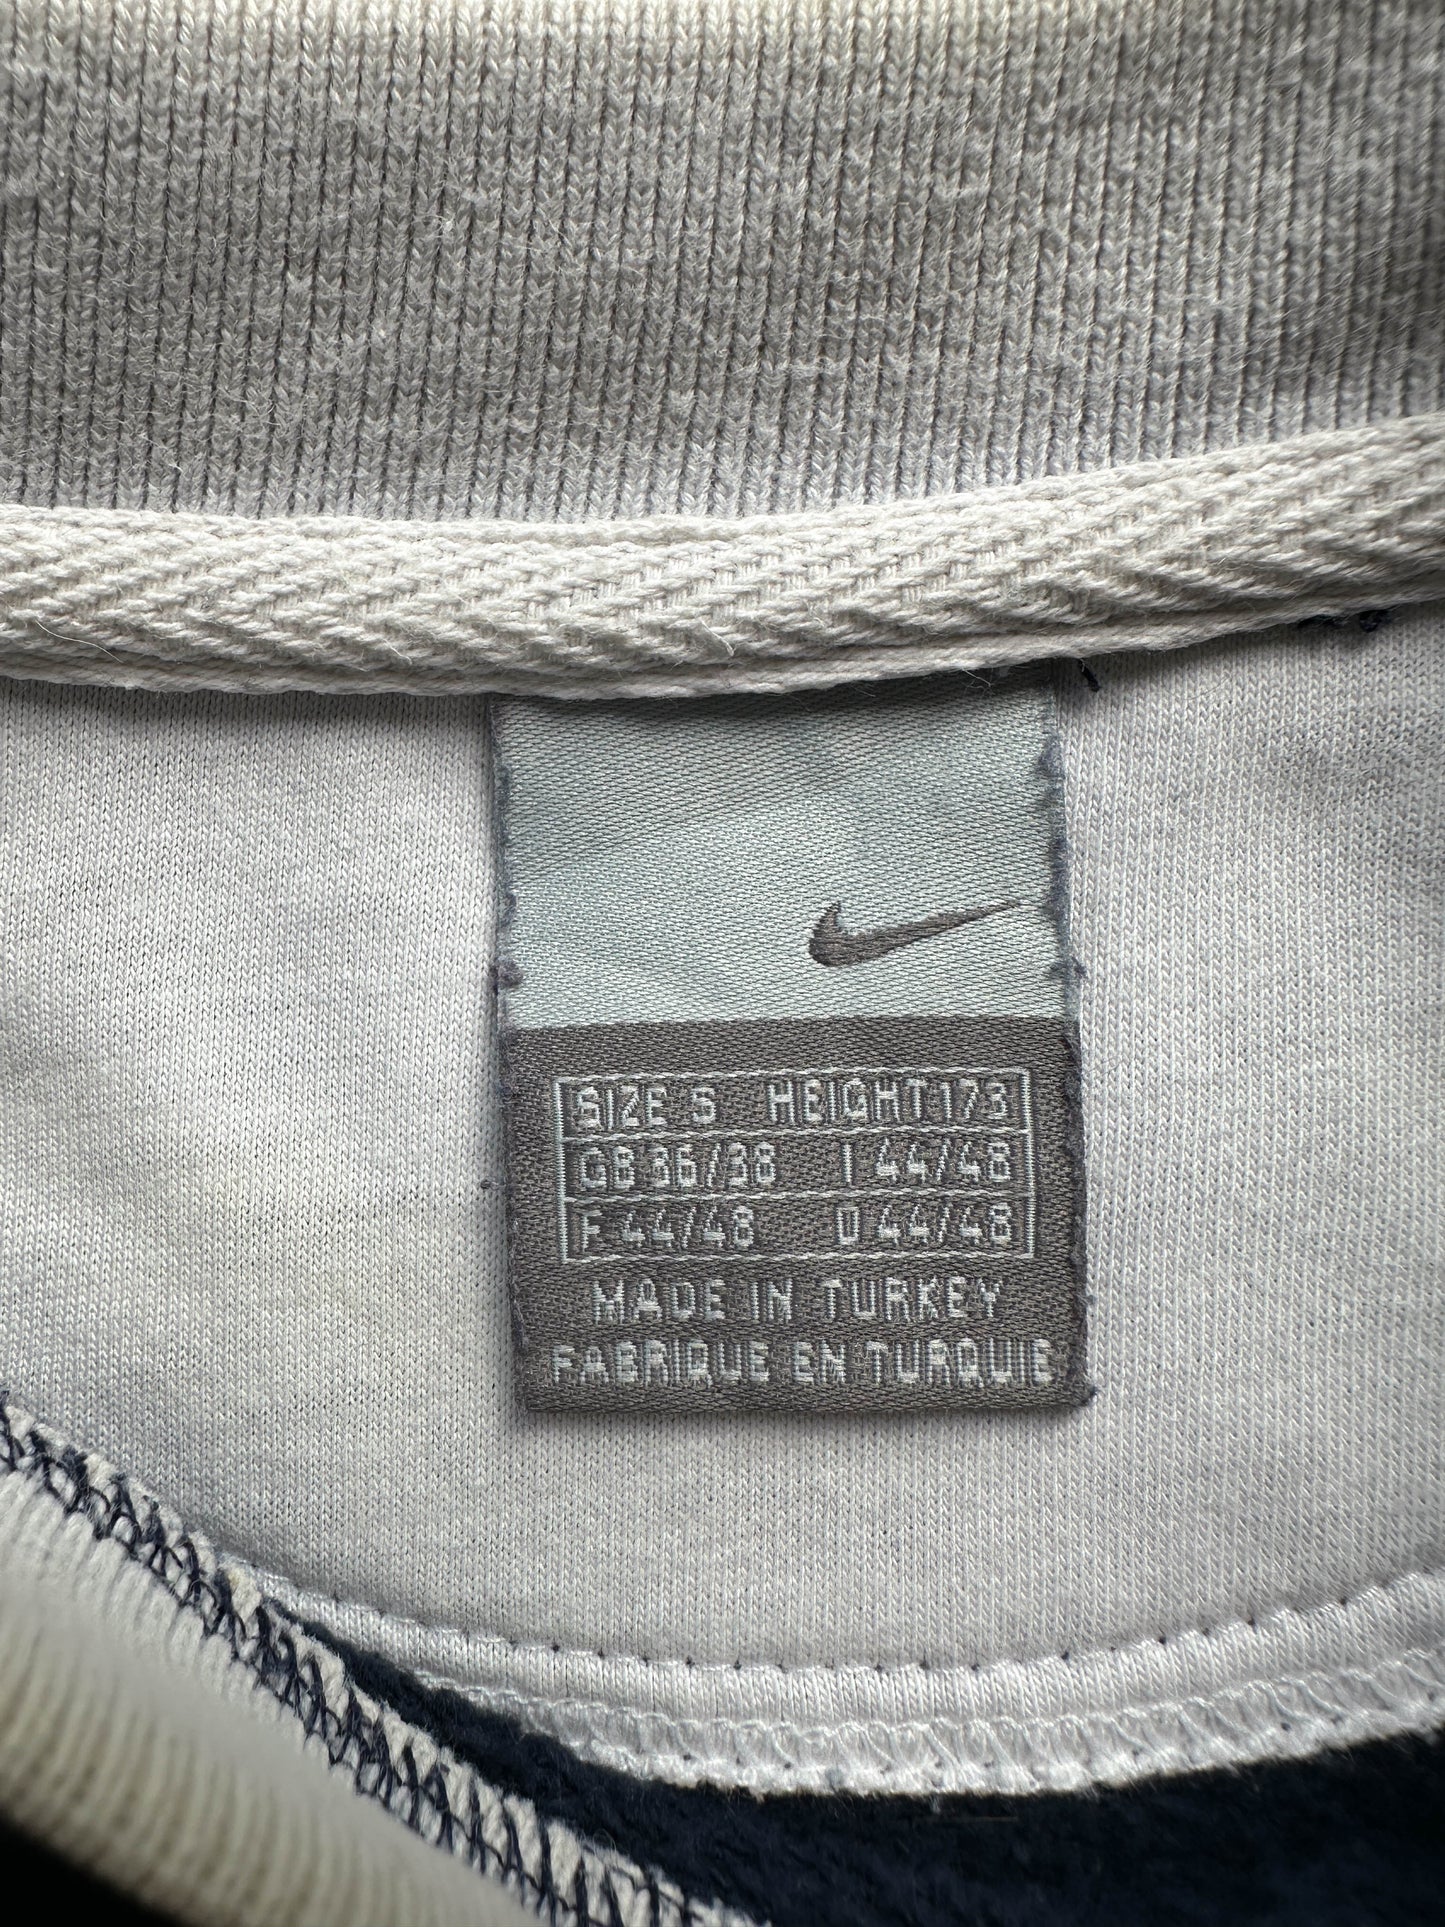 SIZE S HEIGHT 173
GB 36/38 I 44/48
F 44/48 D 44/48
MADE IN TURKEY
FABRIQUE EN TURQUIE